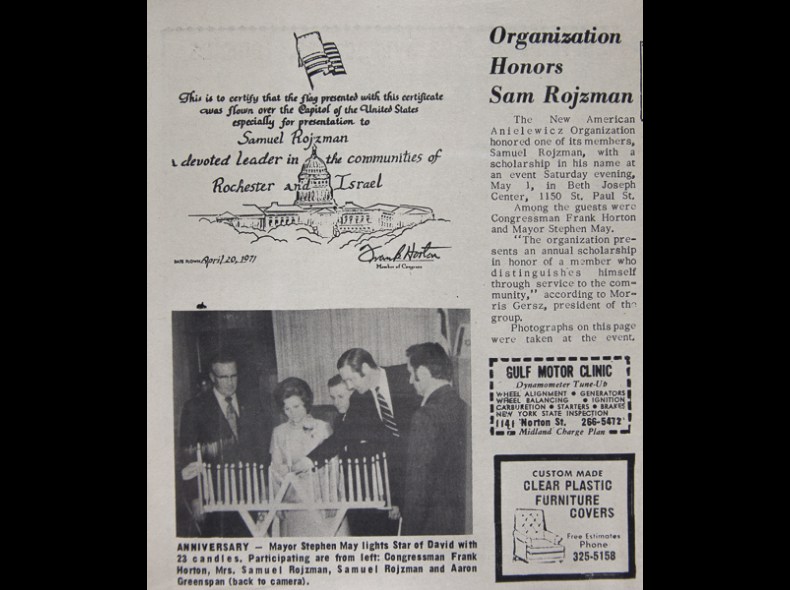 This is to certify that the flag presented with this certificate
was flown over the Capitol of the United States
especially for presentation to
Samuel Rojzman
devoted leader in the communities of
Rochester and Israel
DATE FLOWN April 20, 1971
Frank Horton
Member of Congress
ANNIVERSARY — Mayor Stephen May lights Star of David with
23 candles. Participating are from left: Congressman Frank
Horton, Mrs. Samuel Rojzman, Samuel Rojzman and Aaron
Greenspan (back to camera).
Organization
Honors
Sam Rojzman
The New American
Anielewicz Organization
honored one of its members,
Samuel Rojzman, with a
scholarship in his name at
an event Saturday evening,
May 1, in Beth Joseph
Center, 1150 St. Paul St.
Among the guests were
Congressman Frank Horton
and Mayor Stephen May.
"The organization pre-
sents an annual scholarship
in honor of a member who
distinguishes himself
through service to the com-
munity," according to Mor-
ris Gersz, president of the
group.
Photographs on this page
were taken at the event.
GULF MOTOR CLINIC
Dynamometer Tune-Up
WHEEL ALIGNMENT • GENERATORS
WHEEL BALANCING • IGNITION
CARBURETION • STARTERS • BRAKES
NEW YORK STATE INSPECTION
1141 Norton St. 266-5472
Midland Charge Plan
CUSTOM MADE
CLEAR PLASTIC
FURNITURE
COVERS
Free Estimates
Phone
325-5158